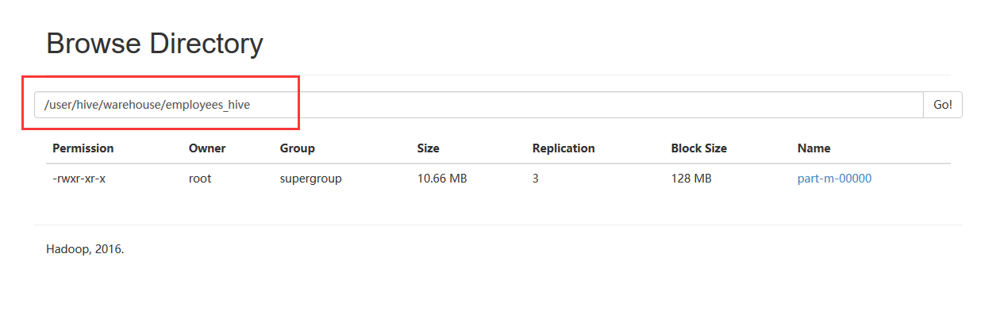 Browse Directory
/user/hive/warehouse/employees_hive Go!
Permission Owner Group Size Replication Block Size Name
-rwxr-xr-x root supergroup 10.66 MB 3 128 MB part-m-00000
Hadoop, 2016.